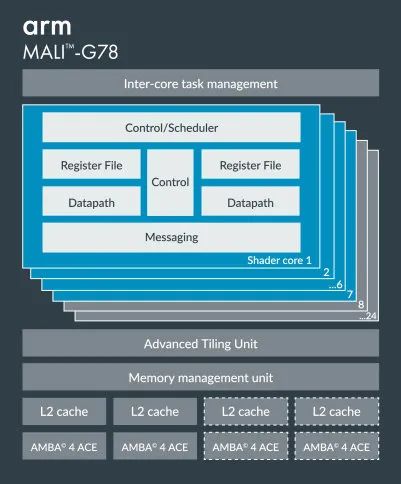 arm
MALI™-G78
Inter-core task management
Control/Scheduler
Register File
Control
Register File
Datapath
Datapath
Messaging
Shader core 1
2
...6
7
8
...24
Advanced Tiling Unit
Memory management unit
L2 cache L2 cache L2 cache L2 cache
AMBA® 4 ACE AMBA® 4 ACE AMBA® 4 ACE AMBA® 4 ACE